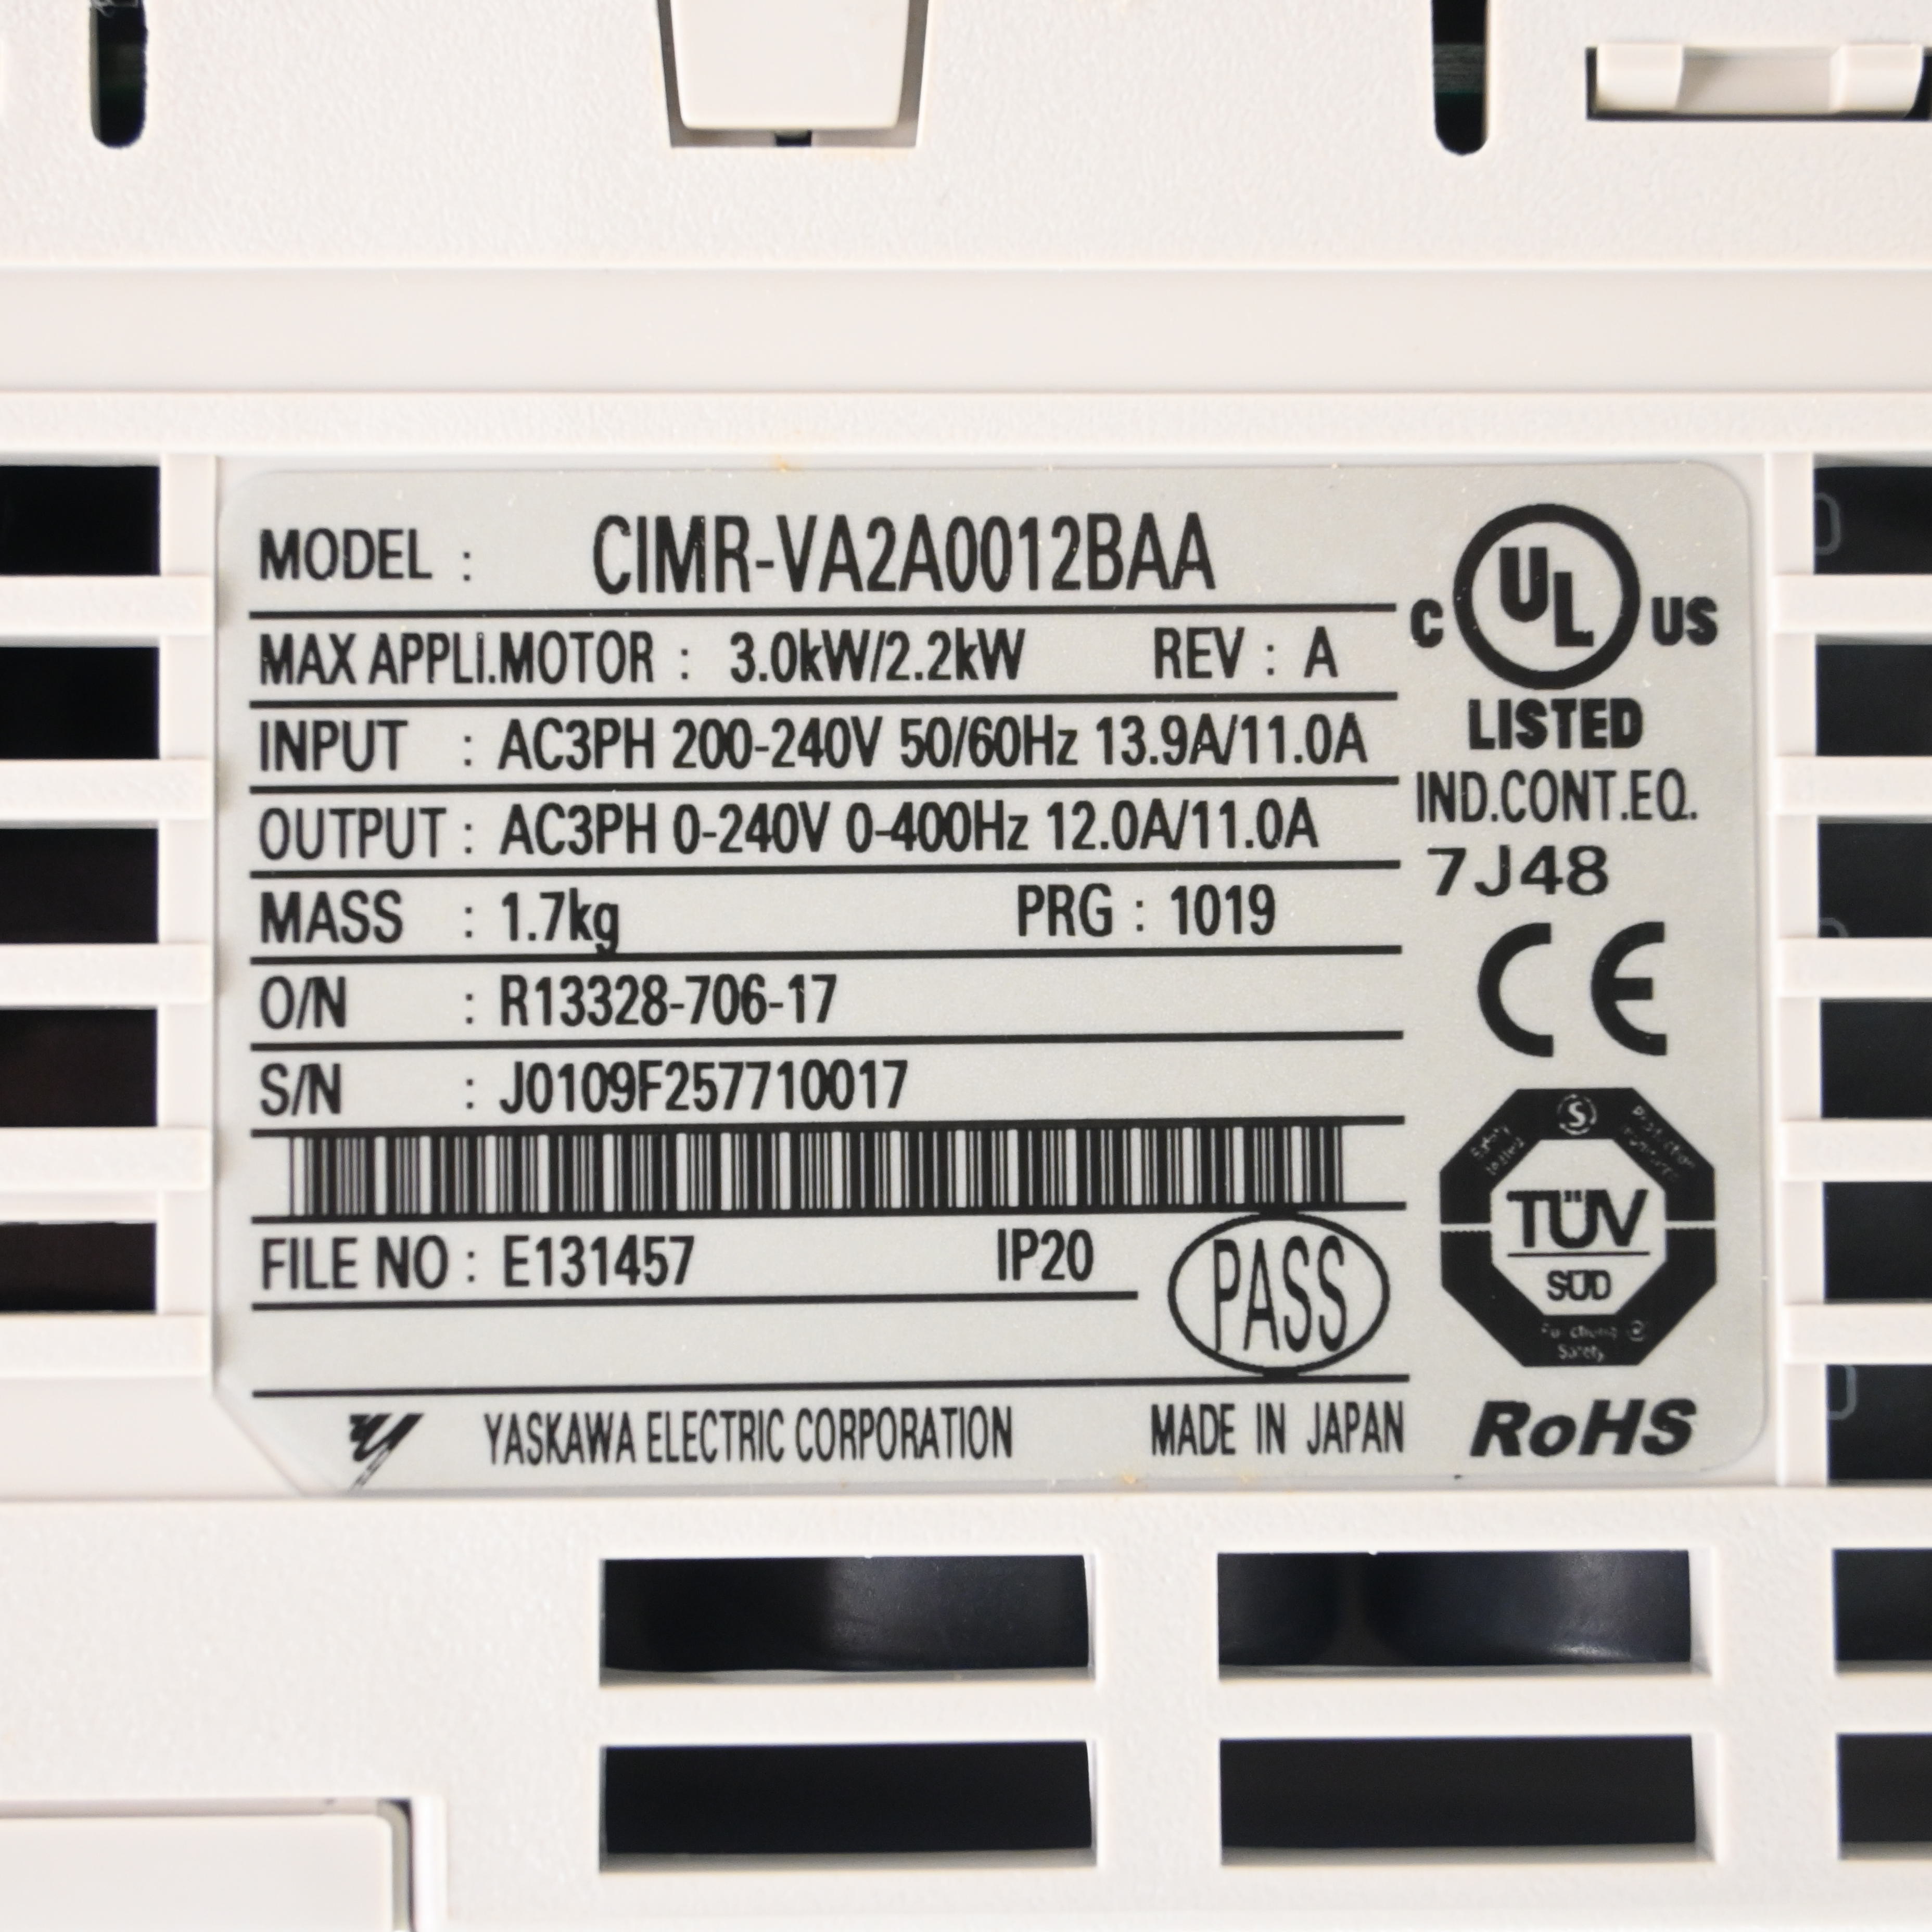 MODEL : CIMR-VA2A0012BAA
MAX APPLI.MOTOR : 3.0kW/2.2kW REV : A
INPUT : AC3PH 200-240V 50/60Hz 13.9A/11.0A
OUTPUT : AC3PH 0-240V 0-400Hz 12.0A/11.0A
MASS : 1.7kg PRG : 1019
O/N : R13328-706-17
S/N : J0109F257710017
FILE NO : E131457 IP20
PASS
YASKAWA ELECTRIC CORPORATION MADE IN JAPAN
C UL US
LISTED
IND.CONT.EQ.
7J48
CE
S
TÜV
SÜD
Safety
RoHS